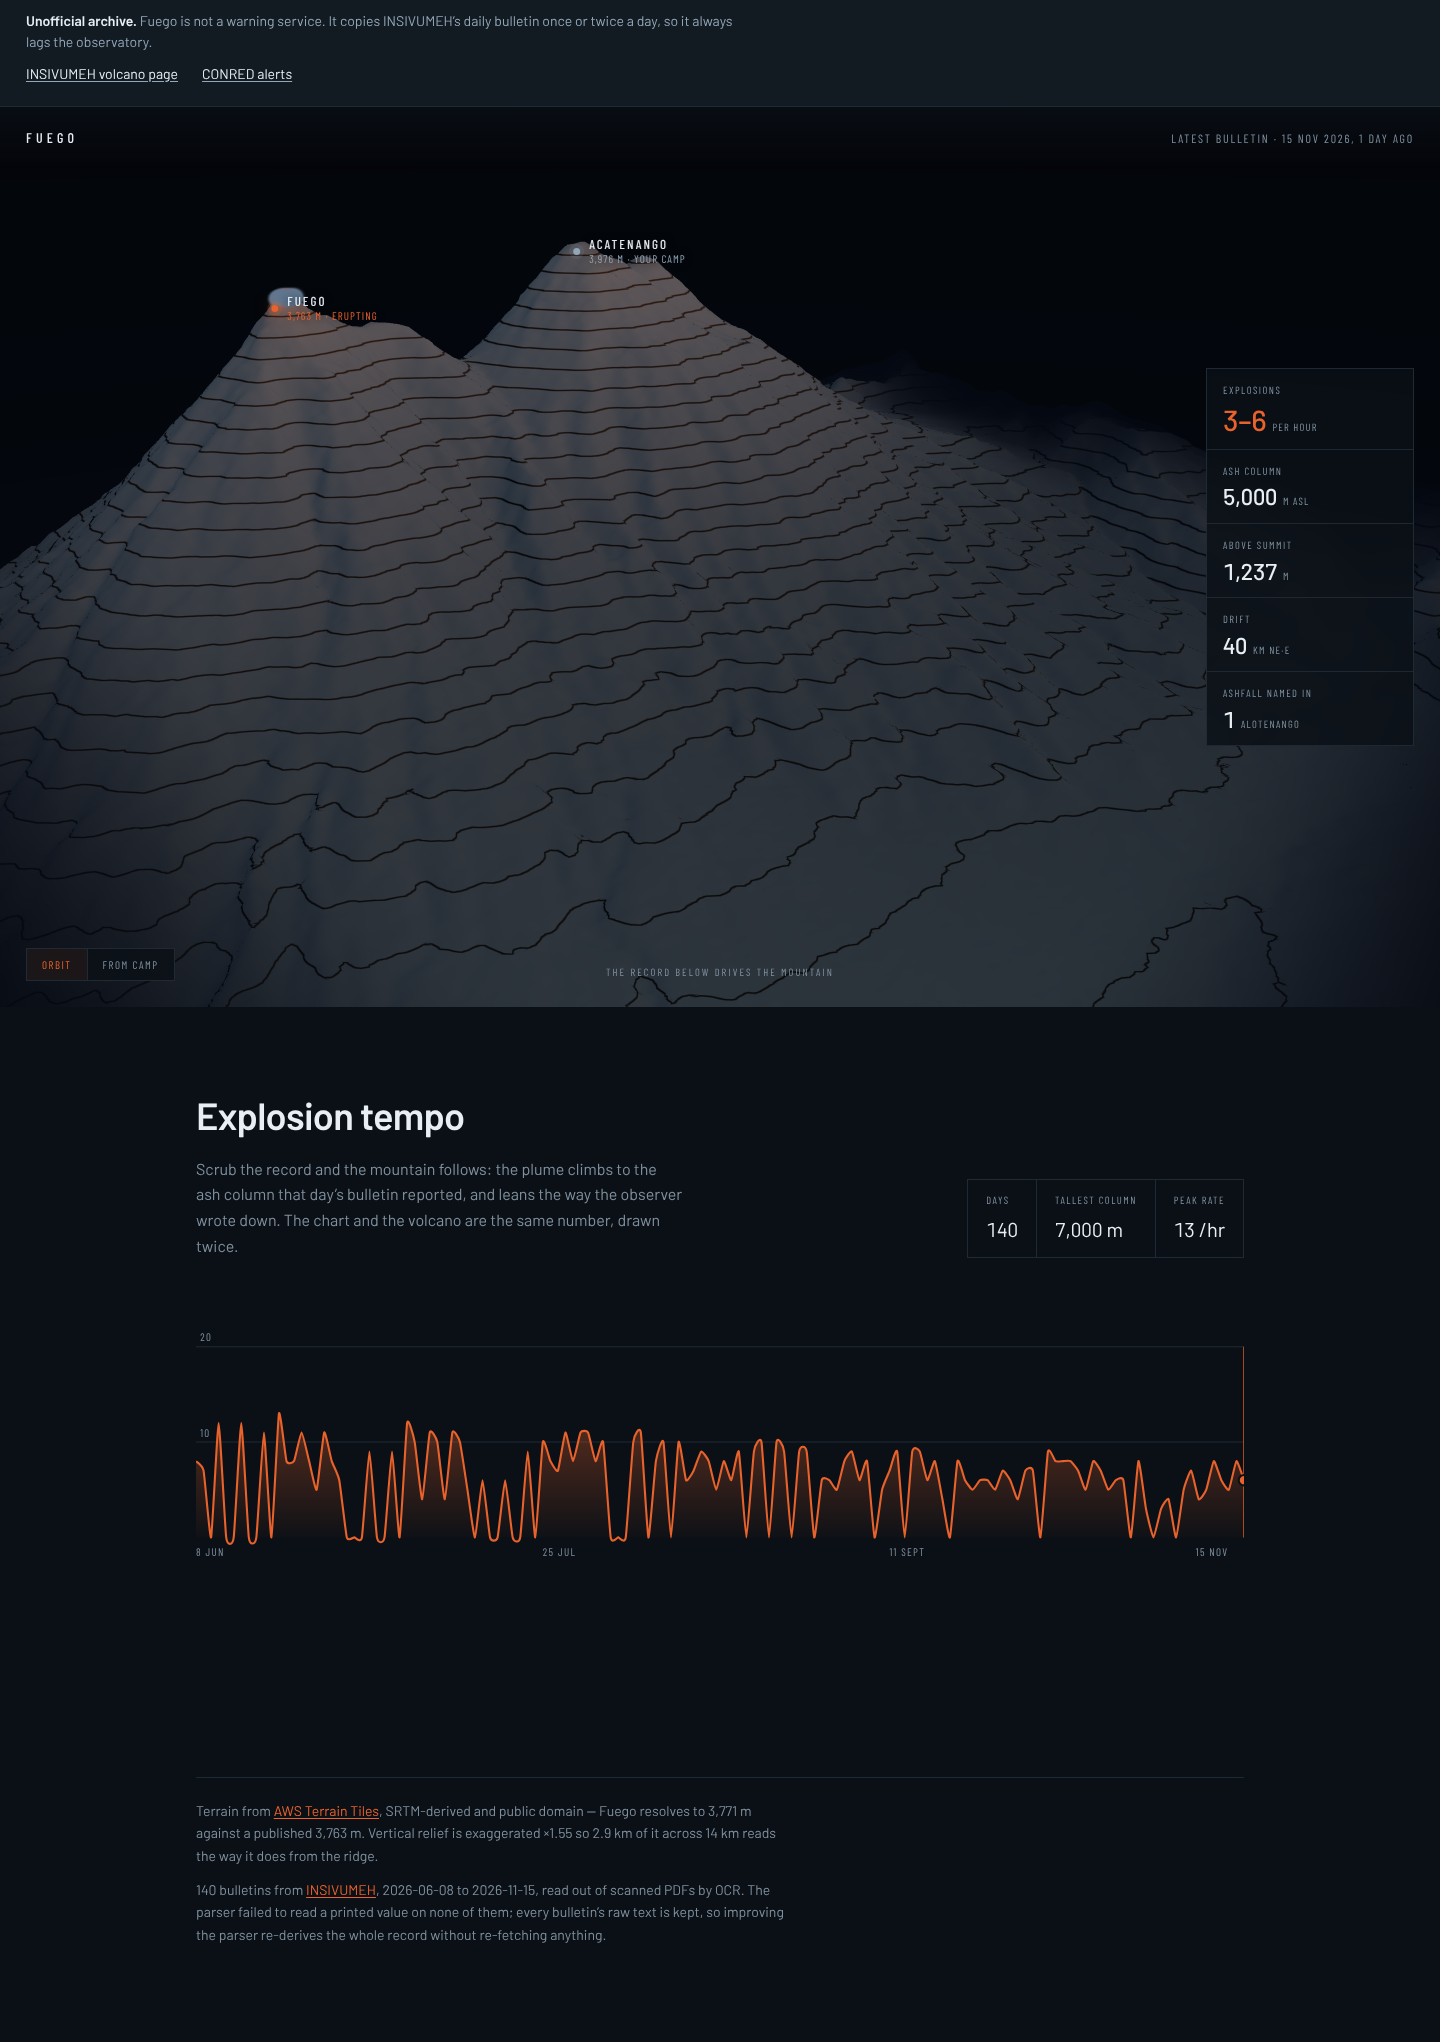 Unofficial archive. Fuego is not a warning service. It copies INSIVUMEH’s daily bulletin once or twice a day, so it always
lags the observatory.
INSIVUMEH volcano page CONRED alerts
FUEGO
LATEST BULLETIN · 15 NOV 2026, 1 DAY AGO
ACATENANGO
3,976 M · YOUR CAMP
FUEGO
3,763 M · ERUPTING
EXPLOSIONS
3–6 PER HOUR
ASH COLUMN
5,000 M ASL
ABOVE SUMMIT
1,237 M
DRIFT
40 KM NE-E
ASHFALL NAMED IN
1 ALOTENANGO
ORBIT FROM CAMP
THE RECORD BELOW DRIVES THE MOUNTAIN
Explosion tempo
Scrub the record and the mountain follows: the plume climbs to the
ash column that day’s bulletin reported, and leans the way the observer
wrote down. The chart and the volcano are the same number, drawn
twice.
DAYS
140
TALLEST COLUMN
7,000 m
PEAK RATE
13 /hr
20
10
8 JUN 25 JUL 11 SEPT 15 NOV
Terrain from AWS Terrain Tiles, SRTM-derived and public domain — Fuego resolves to 3,771 m
against a published 3,763 m. Vertical relief is exaggerated ×1.55 so 2.9 km of it across 14 km reads
the way it does from the ridge.
140 bulletins from INSIVUMEH, 2026-06-08 to 2026-11-15, read out of scanned PDFs by OCR. The
parser failed to read a printed value on none of them; every bulletin’s raw text is kept, so improving
the parser re-derives the whole record without re-fetching anything.